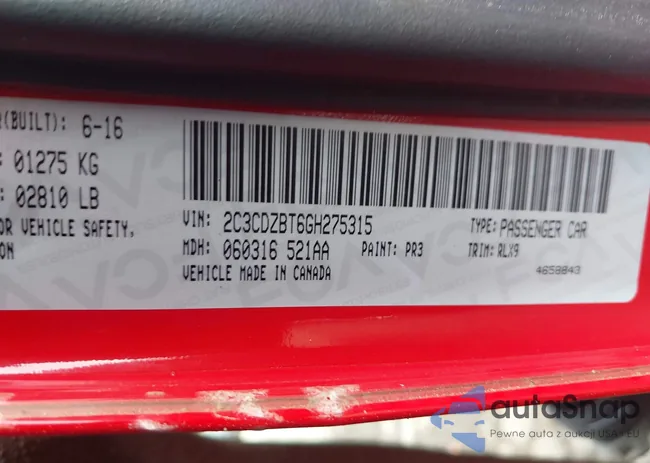 R(BUILT): 6-16
: 01275 KG
: 02810 LB
OR VEHICLE SAFETY,
ON
VIN: 2C3CDZBT6GH275315 TYPE: PASSENGER CAR
MDH: 060316 521AA PAINT: PR3 TRIM: RLX9
VEHICLE MADE IN CANADA 4658843
autaSnap
Pewne auta z aukcji USA i EU